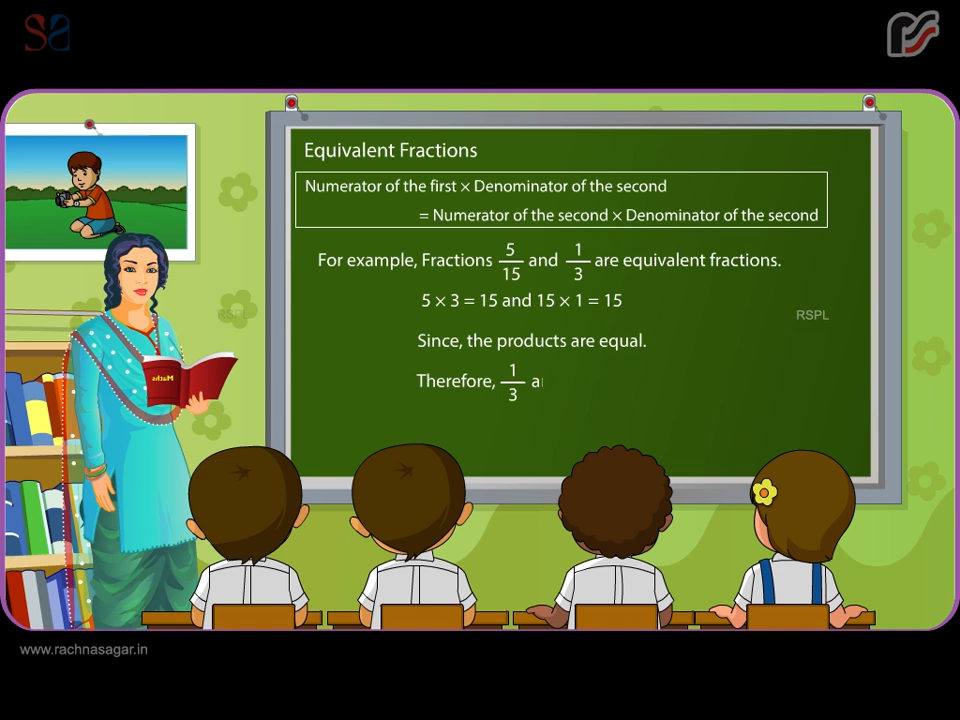 Equivalent Fractions
Numerator of the first × Denominator of the second
= Numerator of the second × Denominator of the second
For example, Fractions 5/15 and 1/3 are equivalent fractions.
5 × 3 = 15 and 15 × 1 = 15
RSPL
RSPL
Since, the products are equal.
Therefore, 1/3 a
Maths
www.rachnasagar.in